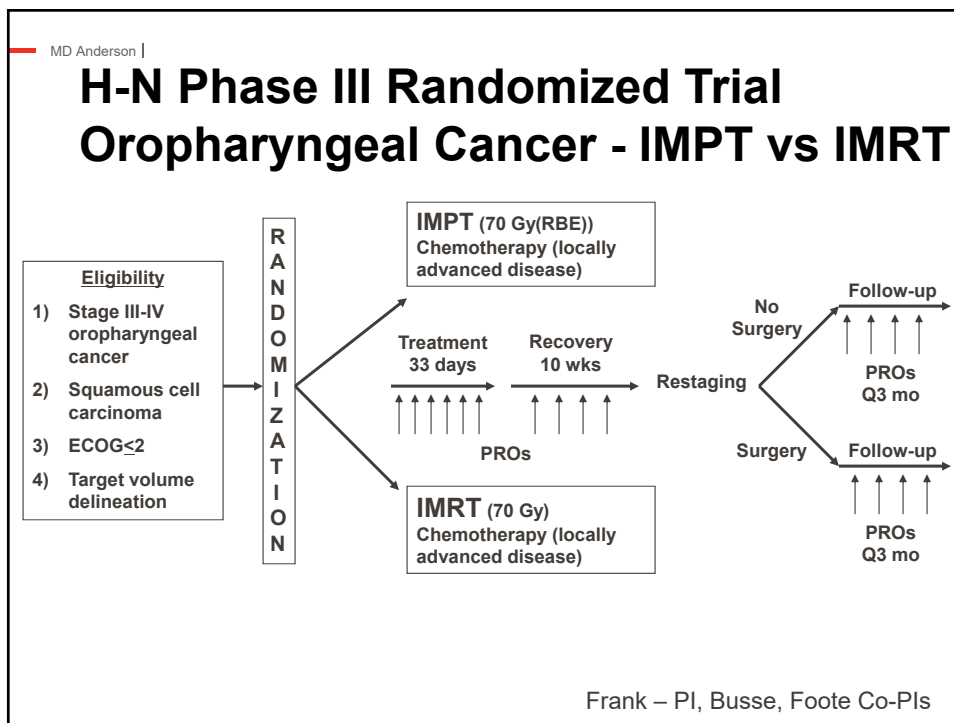 MD Anderson |
H-N Phase III Randomized Trial
Oropharyngeal Cancer - IMPT vs IMRT
Eligibility
1) Stage III-IV
oropharyngeal
cancer
2) Squamous cell
carcinoma
3) ECOG≤2
4) Target volume
delineation
R
A
N
D
O
M
I
Z
A
T
I
O
N
IMPT (70 Gy(RBE))
Chemotherapy (locally
advanced disease)
Treatment
33 days
Recovery
10 wks
PROs
IMRT (70 Gy)
Chemotherapy (locally
advanced disease)
Restaging
No
Surgery
Follow-up
PROs
Q3 mo
Surgery
Follow-up
PROs
Q3 mo
Frank – PI, Busse, Foote Co-PIs